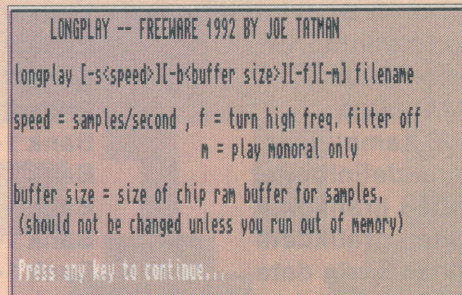 LONGPLAY -- FREEWARE 1992 BY JOE TATMAN
longplay [-s<speed>][-b<buffer size>][-f][-m] filename
speed = samples/second , f = turn high freq. filter off
m = play monoral only
buffer size = size of chip ram buffer for samples.
(should not be changed unless you run out of memory)
Press any key to continue...